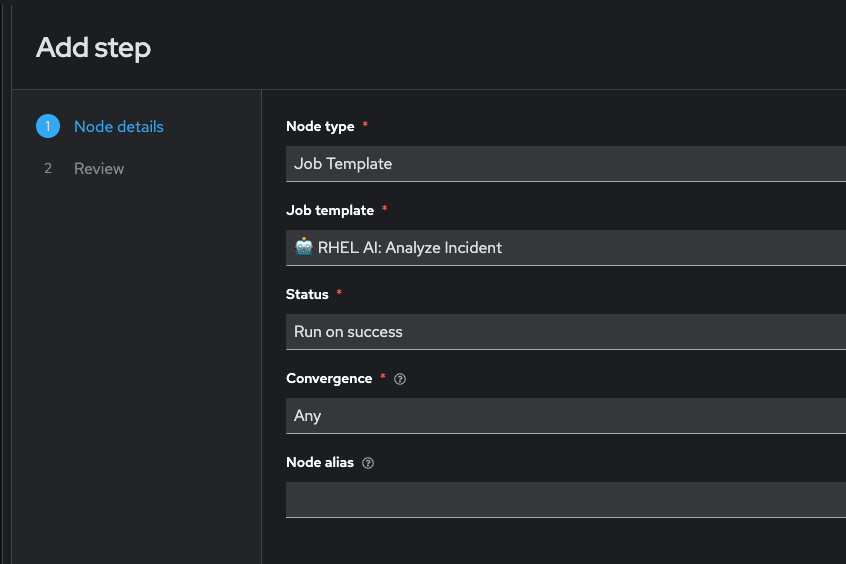 Add step
1 Node details
2 Review
Node type *
Job Template
Job template *
🤖 RHEL AI: Analyze Incident
Status *
Run on success
Convergence * ?
Any
Node alias ?